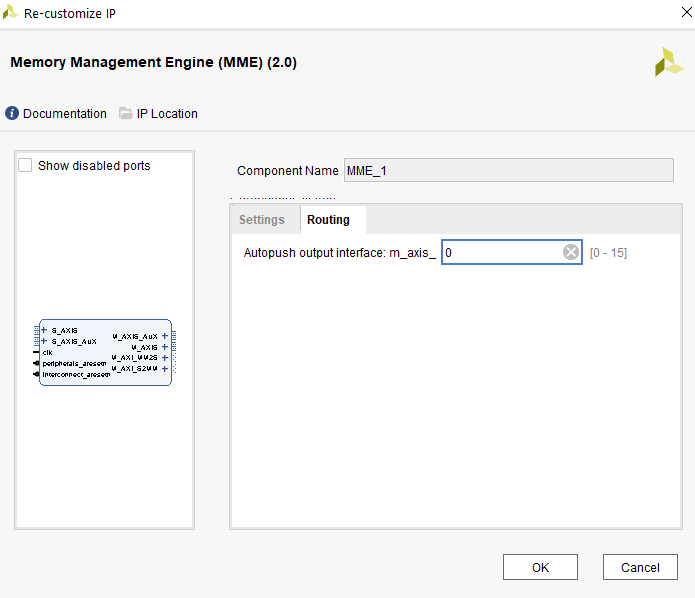 Re-customize IP
Memory Management Engine (MME) (2.0)
Documentation IP Location
Show disabled ports
Component Name MME_1
Settings Routing
Autopush output interface: m_axis_ 0 [0 - 15]
S_AXIS
S_AXIS_AUX
clk
peripherals_aresetn
interconnect_aresetn
M_AXIS_AUX
M_AXIS
M_AXI_MM2S
M_AXI_S2MM
OK Cancel